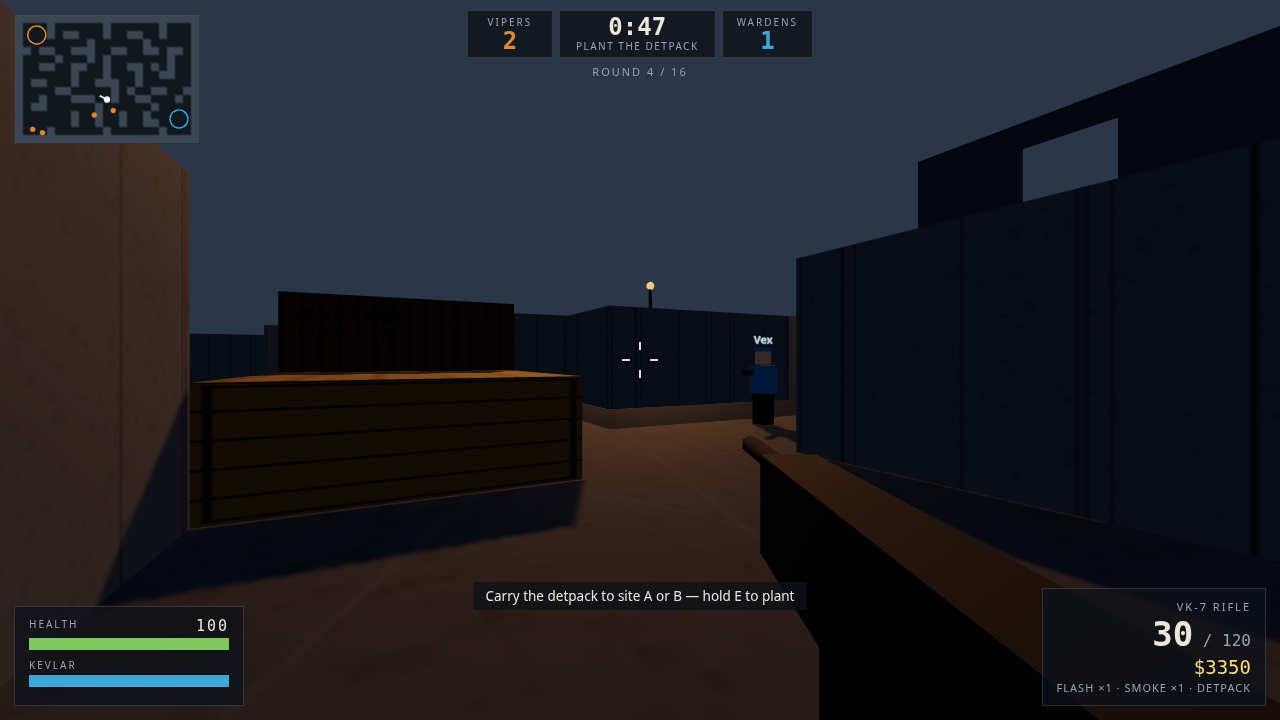 VIPERS
2
0:47
PLANT THE DETPACK
WARDENS
1
ROUND 4 / 16
Vex
Carry the detpack to site A or B — hold E to plant
HEALTH 100
KEVLAR
VK-7 RIFLE
30 / 120
$3350
FLASH ×1 · SMOKE ×1 · DETPACK